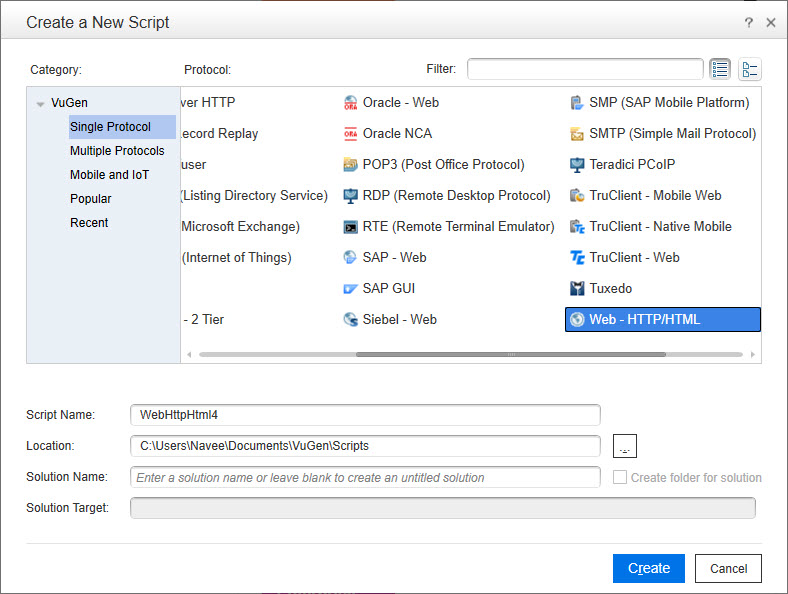 Create a New Script
?
Category:
Protocol:
Filter:
VuGen
Single Protocol
Multiple Protocols
Mobile and IoT
Popular
Recent
ver HTTP
ecord Replay
user
(Listing Directory Service)
Microsoft Exchange)
(Internet of Things)
- 2 Tier
Oracle - Web
Oracle NCA
POP3 (Post Office Protocol)
RDP (Remote Desktop Protocol)
RTE (Remote Terminal Emulator)
SAP - Web
SAP GUI
Siebel - Web
SMP (SAP Mobile Platform)
SMTP (Simple Mail Protocol)
Teradici PCoIP
TruClient - Mobile Web
TruClient - Native Mobile
TruClient - Web
Tuxedo
Web - HTTP/HTML
Script Name:
WebHttpHtml4
Location:
C:\Users\Navee\Documents\VuGen\Scripts
...
Solution Name:
Enter a solution name or leave blank to create an untitled solution
Create folder for solution
Solution Target:
Create
Cancel